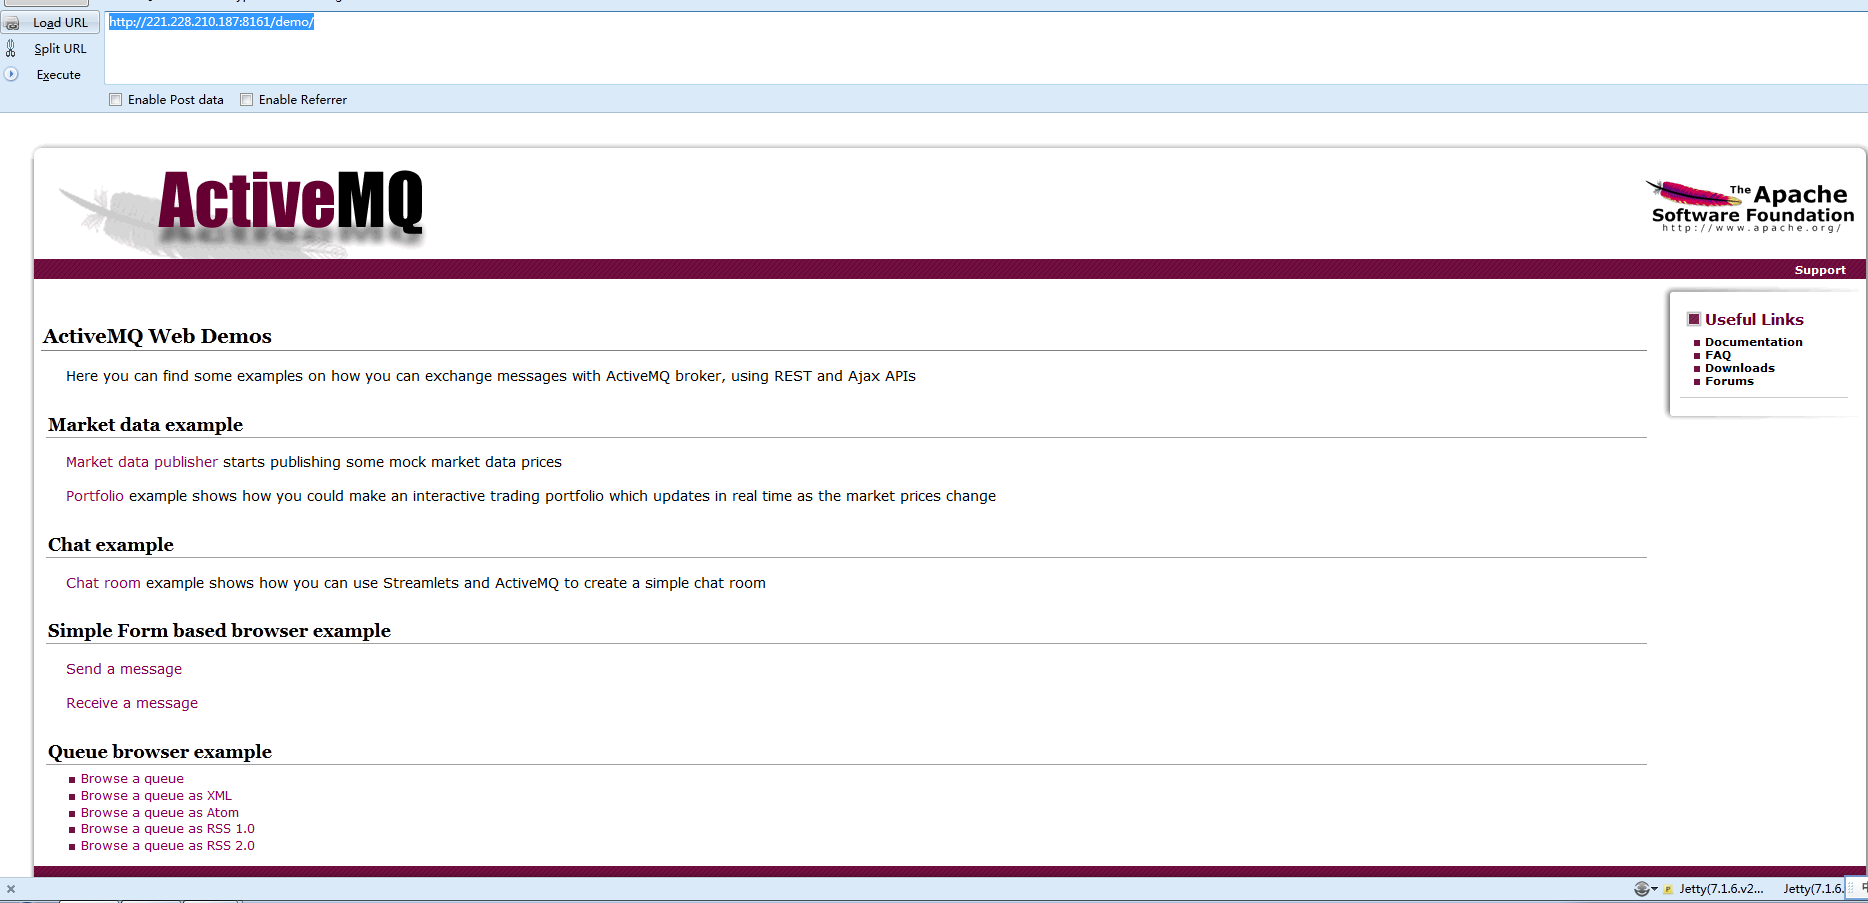 Load URL
http://221.228.210.187:8161/demo/
Split URL
Execute
Enable Post data
Enable Referrer
ActiveMQ
The Apache
Software Foundation
http://www.apache.org/
Support
Useful Links
Documentation
FAQ
Downloads
Forums
ActiveMQ Web Demos
Here you can find some examples on how you can exchange messages with ActiveMQ broker, using REST and Ajax APIs
Market data example
Market data publisher starts publishing some mock market data prices
Portfolio example shows how you could make an interactive trading portfolio which updates in real time as the market prices change
Chat example
Chat room example shows how you can use Streamlets and ActiveMQ to create a simple chat room
Simple Form based browser example
Send a message
Receive a message
Queue browser example
Browse a queue
Browse a queue as XML
Browse a queue as Atom
Browse a queue as RSS 1.0
Browse a queue as RSS 2.0
Jetty(7.1.6.v2...
Jetty(7.1.6.